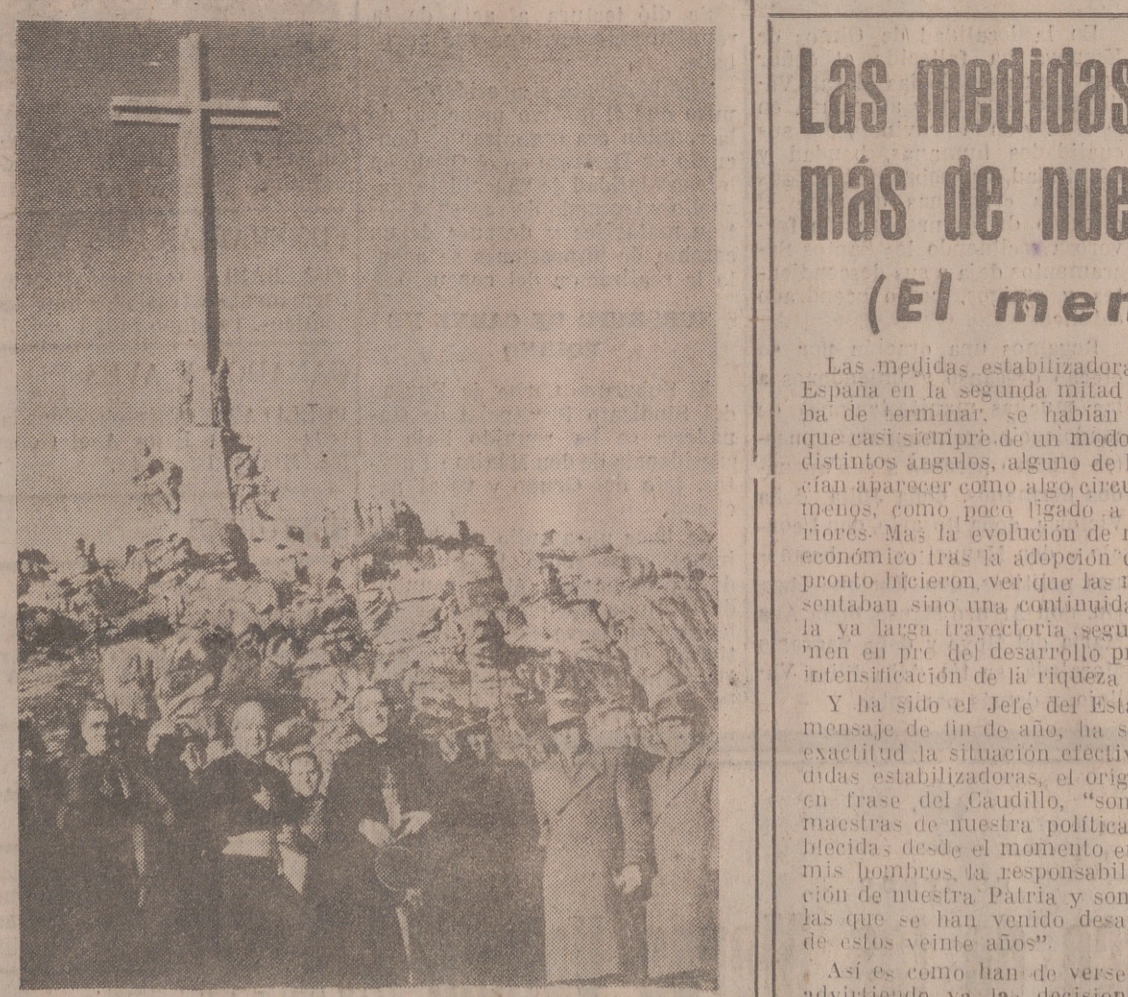 Las medidas
más de nue
(El men
Las medidas estabilizadora
España en la segunda mitad
ba de terminar, se habían
que casi siempre de un modo
distintos ángulos, alguno de l
cían aparecer como algo circu
menos, como poco ligado a
riores. Mas la evolución de n
económico tras la adopción d
pronto hicieron ver que las
sentaban sino una continuida
la ya larga trayectoria segu
men en pro del desarrollo pr
intensificación de la riqueza
Y ha sido el Jefe del Esta
mensaje de fin de año, ha s
exactitud la situación efectiv
didas estabilizadoras, el orig
en frase del Caudillo, “son
maestras de nuestra política
blecidas desde el momento en
mis hombros la responsabil
ción de nuestra Patria y son
las que se han venido desa
de estos veinte años”.
Así es como han de verse
advirtiendo ya la decision